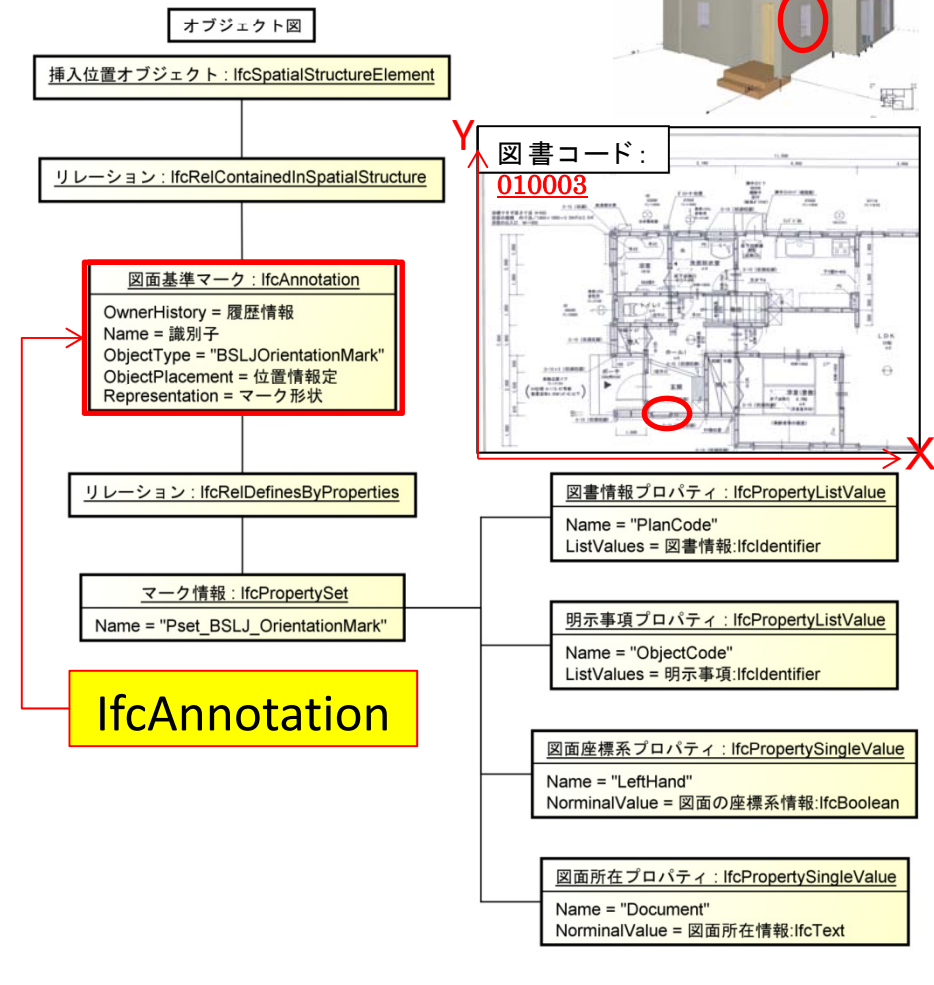 オブジェクト図
挿入位置オブジェクト : IfcSpatialStructureElement
リレーション : IfcRelContainedInSpatialStructure
図面基準マーク : IfcAnnotation
OwnerHistory = 履歴情報
Name = 識別子
ObjectType = "BSLJOrientationMark"
ObjectPlacement = 位置情報定
Representation = マーク形状
リレーション : IfcRelDefinesByProperties
マーク情報 : IfcPropertySet
Name = "Pset_BSLJ_OrientationMark"
IfcAnnotation
Y
図書コード:
010003
ホール1
玄関
LDK
X
図書情報プロパティ : IfcPropertyListValue
Name = "PlanCode"
ListValues = 図書情報:IfcIdentifier
明示事項プロパティ : IfcPropertyListValue
Name = "ObjectCode"
ListValues = 明示事項:IfcIdentifier
図面座標系プロパティ : IfcPropertySingleValue
Name = "LeftHand"
NorminalValue = 図面の座標系情報:IfcBoolean
図面所在プロパティ : IfcPropertySingleValue
Name = "Document"
NorminalValue = 図面所在情報:IfcText